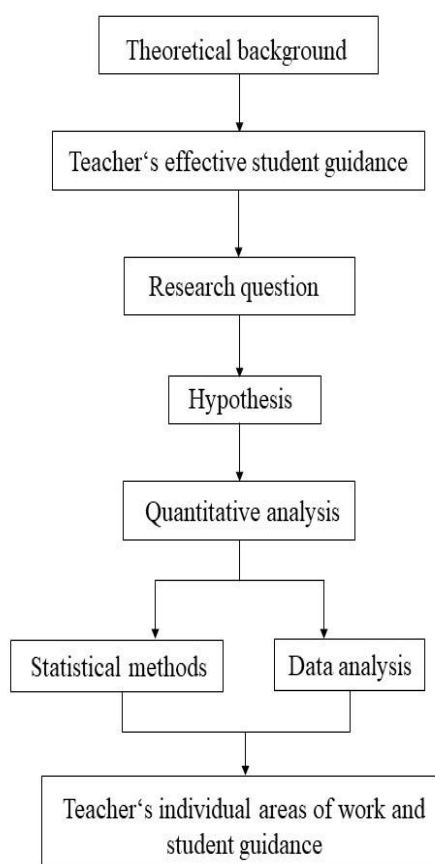 Theoretical background
Teacher‘s effective student guidance
Research question
Hypothesis
Quantitative analysis
Statistical methods
Data analysis
Teacher‘s individual areas of work and
student guidance